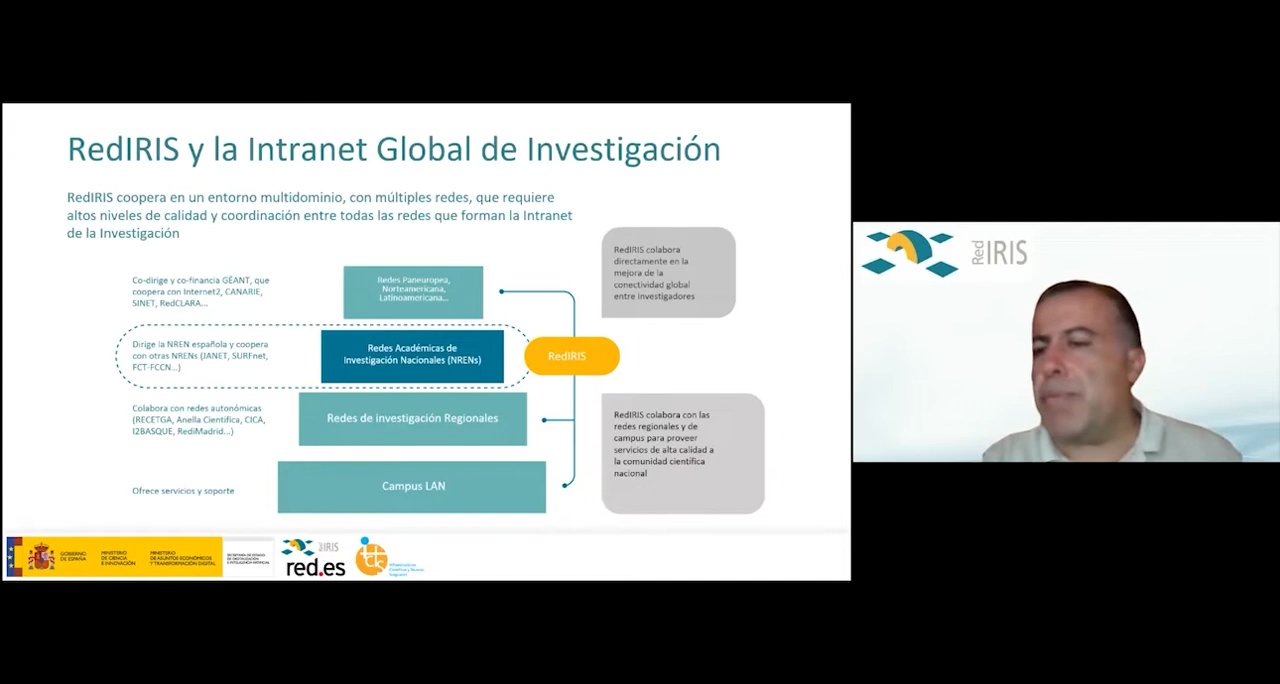 RedIRIS y la Intranet Global de Investigación
RedIRIS coopera en un entorno multidominio, con múltiples redes, que requiere
altos niveles de calidad y coordinación entre todas las redes que forman la Intranet
de la Investigación
Co-dirige y co-financia GÉANT, que
coopera con Internet2, CANARIE,
SINET, RedCLARA...
Redes Paneuropea,
Norteamericana,
Latinoamericana...
RedIRIS colabora
directamente en la
mejora de la
conectividad global
entre investigadores
Dirige la NREN española y coopera
con otras NRENs (JANET, SURFnet,
FCT-FCCN...)
Redes Académicas de
Investigación Nacionales (NRENs)
RedIRIS
Colabora con redes autonómicas
(RECETGA, Anella Científica, CICA,
I2BASQUE, RediMadrid...)
Redes de investigación Regionales
RedIRIS colabora con las
redes regionales y de
campus para proveer
servicios de alta calidad a
la comunidad científica
nacional
Ofrece servicios y soporte
Campus LAN
GOBIERNO
DE ESPAÑA
MINISTERIO
DE CIENCIA
E INNOVACIÓN
MINISTERIO
DE ASUNTOS ECONÓMICOS
Y TRANSFORMACIÓN DIGITAL
SECRETARÍA DE ESTADO
DE DIGITALIZACIÓN
E INTELIGENCIA ARTIFICIAL
IRIS
red.es
Red IRIS